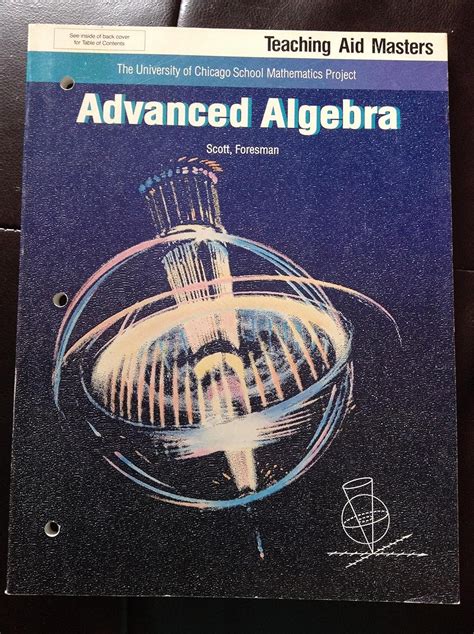 See inside of back cover
for Table of Contents
Teaching Aid Masters
The University of Chicago School Mathematics Project
Advanced Algebra
Scott, Foresman